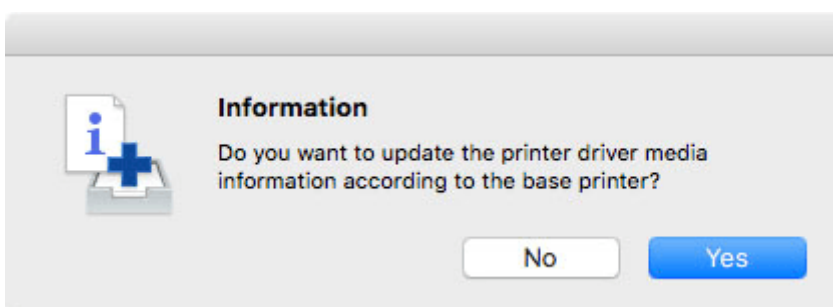 Information
Do you want to update the printer driver media
information according to the base printer?
No
Yes